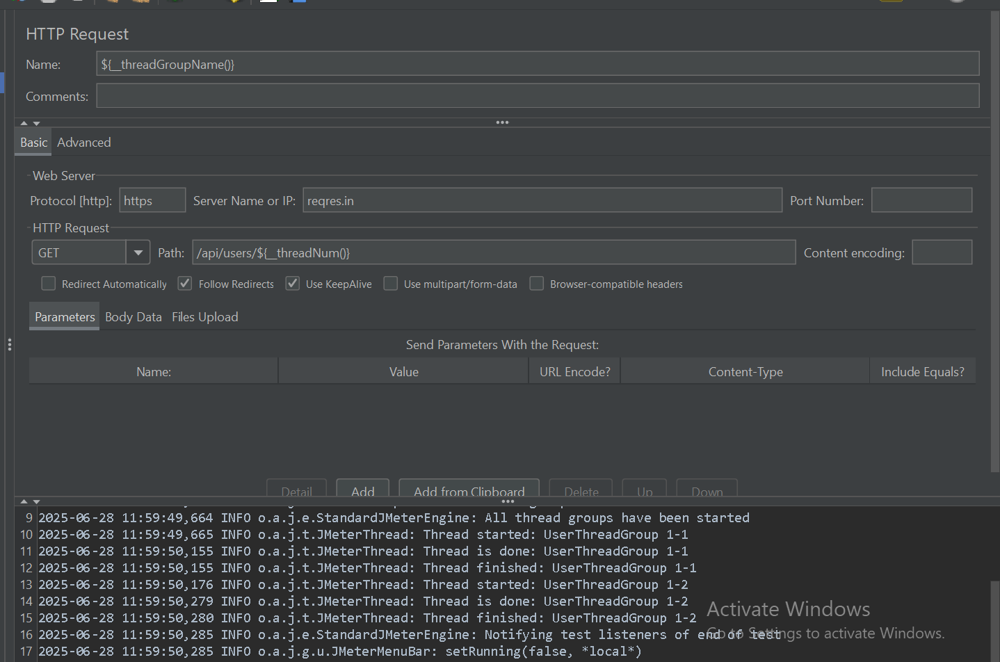 HTTP Request
Name: ${__threadGroupName()}
Comments:
Basic Advanced
Web Server
Protocol [http]: https Server Name or IP: reqres.in Port Number:
HTTP Request
GET Path: /api/users/${__threadNum()} Content encoding:
Redirect Automatically Follow Redirects Use KeepAlive Use multipart/form-data Browser-compatible headers
Parameters Body Data Files Upload
Send Parameters With the Request:
Name: Value URL Encode? Content-Type Include Equals?
Detail Add Add from Clipboard Delete Up Down
9 2025-06-28 11:59:49,664 INFO o.a.j.e.StandardJMeterEngine: All thread groups have been started
10 2025-06-28 11:59:49,665 INFO o.a.j.t.JMeterThread: Thread started: UserThreadGroup 1-1
11 2025-06-28 11:59:50,155 INFO o.a.j.t.JMeterThread: Thread is done: UserThreadGroup 1-1
12 2025-06-28 11:59:50,155 INFO o.a.j.t.JMeterThread: Thread finished: UserThreadGroup 1-1
13 2025-06-28 11:59:50,176 INFO o.a.j.t.JMeterThread: Thread started: UserThreadGroup 1-2
14 2025-06-28 11:59:50,279 INFO o.a.j.t.JMeterThread: Thread is done: UserThreadGroup 1-2
15 2025-06-28 11:59:50,280 INFO o.a.j.t.JMeterThread: Thread finished: UserThreadGroup 1-2
16 2025-06-28 11:59:50,285 INFO o.a.j.e.StandardJMeterEngine: Notifying test listeners of end of test
17 2025-06-28 11:59:50,285 INFO o.a.j.g.u.JMeterMenuBar: setRunning(false, *local*)
Activate Windows
Go to Settings to activate Windows.